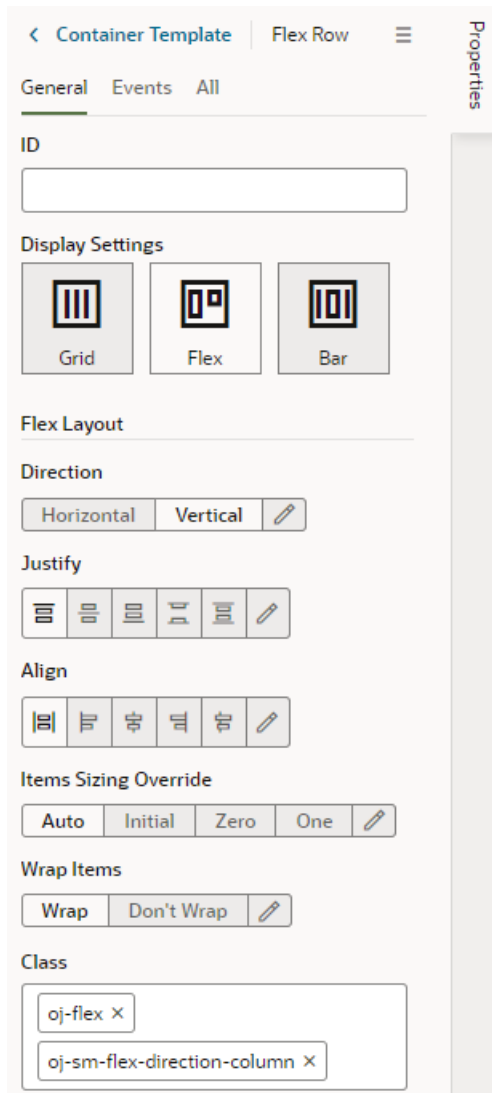 Container Template Flex Row
Properties
General Events All
ID
Display Settings
Grid Flex Bar
Flex Layout
Direction
Horizontal Vertical
Justify
Align
Items Sizing Override
Auto Initial Zero One
Wrap Items
Wrap Don't Wrap
Class
oj-flex ×
oj-sm-flex-direction-column ×